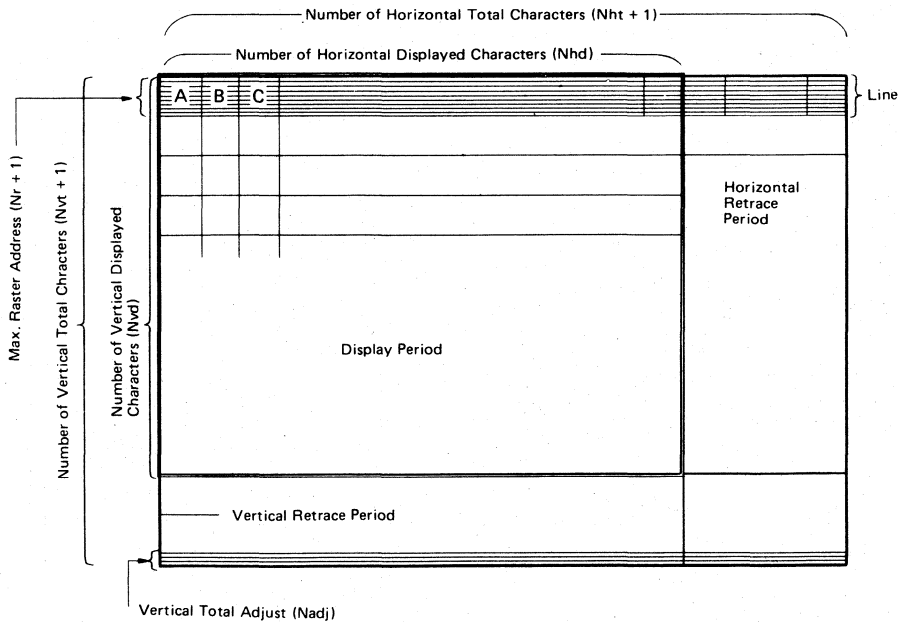 Number of Horizontal Total Characters (Nht + 1)
Number of Horizontal Displayed Characters (Nhd)
A B C
Line
Max. Raster Address (Nr + 1)
Number of Vertical Total Chracters (Nvt + 1)
Number of Vertical Displayed
Characters (Nvd)
Horizontal
Retrace
Period
Display Period
Vertical Retrace Period
Vertical Total Adjust (Nadj)